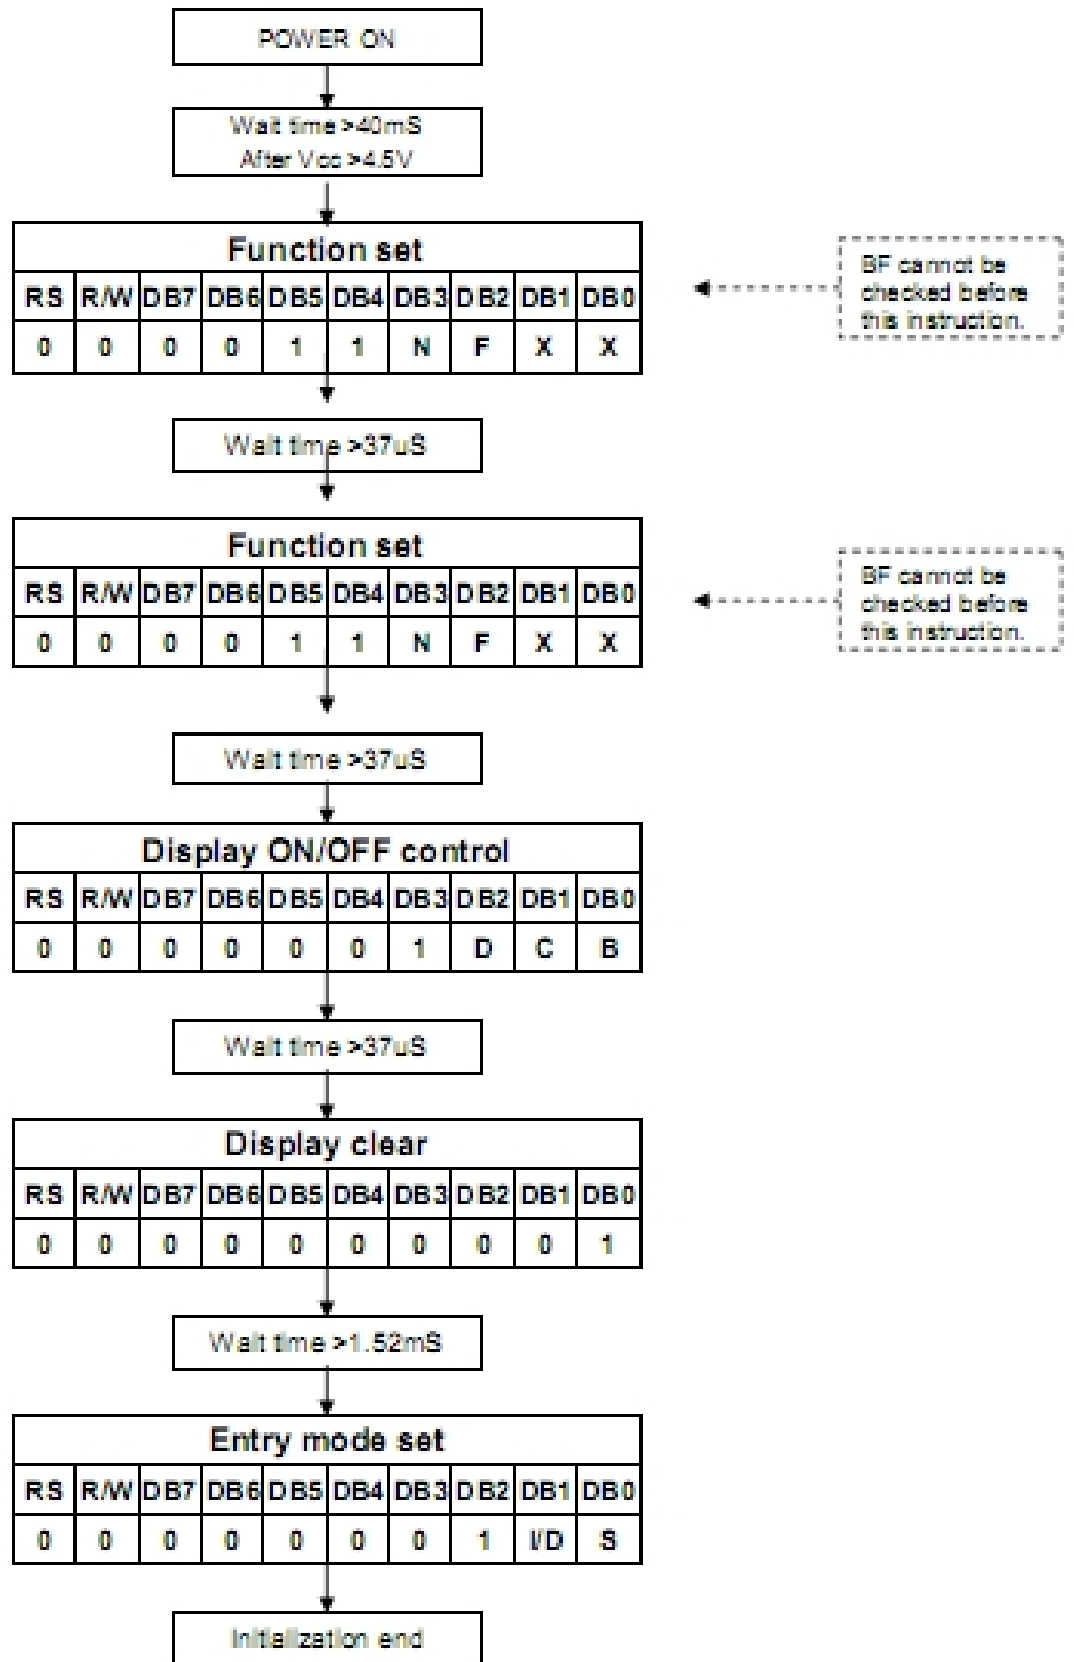 POWER ON
Wait time >40mS
After Vcc >4.5V
Function set
RS R/W DB7 DB6 DB5 DB4 DB3 DB2 DB1 DB0
0 0 0 0 1 1 N F X X
BF cannot be
checked before
this instruction.
Wait time >37uS
Function set
RS R/W DB7 DB6 DB5 DB4 DB3 DB2 DB1 DB0
0 0 0 0 1 1 N F X X
BF cannot be
checked before
this instruction.
Wait time >37uS
Display ON/OFF control
RS R/W DB7 DB6 DB5 DB4 DB3 DB2 DB1 DB0
0 0 0 0 0 0 1 D C B
Wait time >37uS
Display clear
RS R/W DB7 DB6 DB5 DB4 DB3 DB2 DB1 DB0
0 0 0 0 0 0 0 0 0 1
Wait time >1.52mS
Entry mode set
RS R/W DB7 DB6 DB5 DB4 DB3 DB2 DB1 DB0
0 0 0 0 0 0 0 1 I/D S
Initialization end